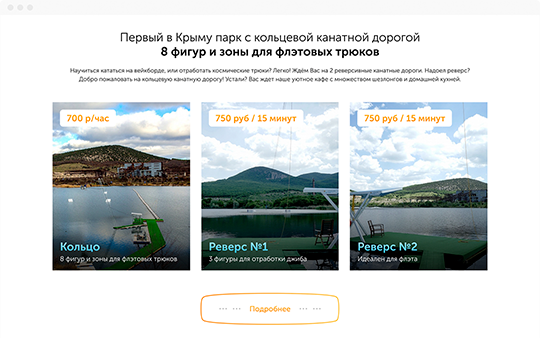 Первый в Крыму парк с кольцевой канатной дорогой
8 фигур и зоны для флэтовых трюков
Научиться кататься на вейкборде, или отработать космические трюки? Легко! Ждём Вас на 2 реверсивные канатные дороги. Надоел реверс?
Добро пожаловать на кольцевую канатную дорогу! Устали? Вас ждет наше уютное кафе с множеством шезлонгов и домашней кухней.
700 р/час
Кольцо
8 фигур и зоны для флэтовых трюков
750 руб / 15 минут
Реверс №1
3 фигуры для отработки джиба
750 руб / 15 минут
Реверс №2
Идеален для флэта
Подробнее